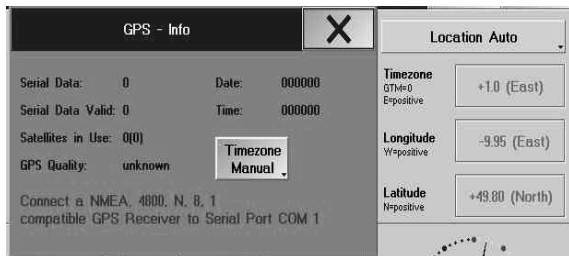 GPS - Info
X
Serial Data: 0 Date: 000000
Serial Data Valid: 0 Time: 000000
Satellites in Use: 0(0)
GPS Quality: unknown
Timezone
Manual
Connect a NMEA, 4800, N, 8, 1
compatible GPS Receiver to Serial Port COM 1
Location Auto
Timezone
GTM=0
E=positive
+1.0 (East)
Longitude
W=positive
-9.95 (East)
Latitude
N=positive
+49.80 (North)